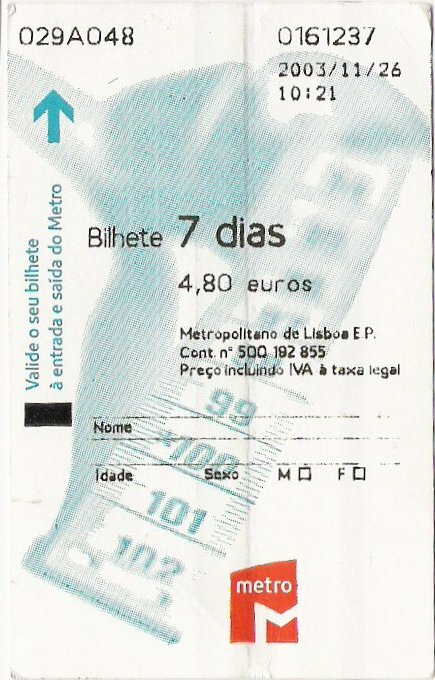 029A048
0161237
2003/11/26
10:21
Valide o seu bilhete
à entrada e saída do Metro
Bilhete 7 dias
4,80 euros
Metropolitano de Lisboa E.P.
Cont. nº 500 192 855
Preço incluindo IVA à taxa legal
99
100
Nome
Idade Sexo M F
101
102
metro